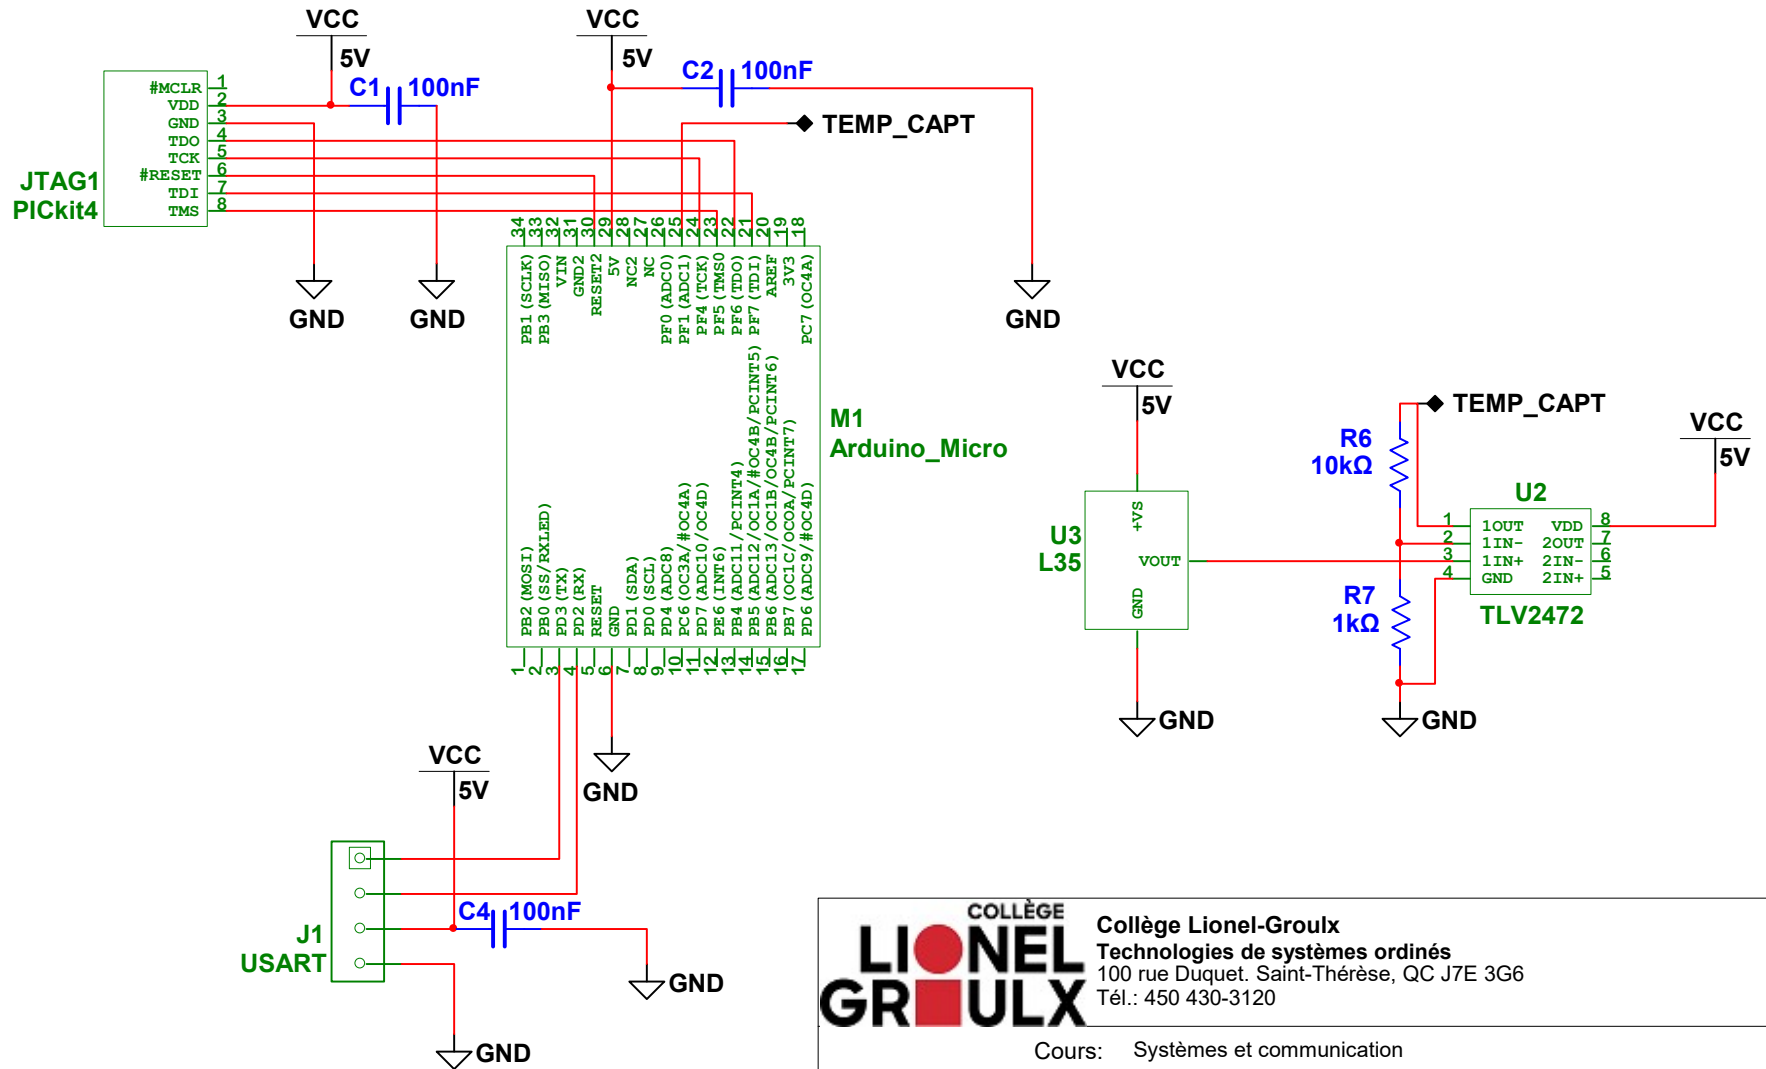 VCC
5V
C1 100nF
VCC
5V
C2 100nF
TEMP_CAPT
#MCLR 1
VDD 2
GND 3
TDO 4
TCK 5
#RESET 6
TDI 7
TMS 8
JTAG1
PICkit4
GND
GND
GND
34 33 32 31 30 29 28 27 26 25 24 23 22 21 20 19 18
PB1 (SCLK)
PB3 (MISO)
VIN
GND2
RESET2
5V
NC2
NC
PF0 (ADC0)
PF1 (ADC1)
PF4 (TCK)
PF5 (TMS0
PF6 (TDO)
PF7 (TDI)
AREF
3V3
PC7 (OC4A)
M1
Arduino_Micro
PB2 (MOSI)
PB0 (SS/RXLED)
PD3 (TX)
PD2 (RX)
RESET
GND
PD1 (SDA)
PD0 (SCL)
PD4 (ADC8)
PC6 (OC3A/#OC4A)
PD7 (ADC10/OC4D)
PE6 (INT6)
PB4 (ADC11/PCINT4)
PB5 (ADC12/OC1A/#OC4B/PCINT5)
PB6 (ADC13/OC1B/OC4B/PCINT6)
PB7 (OC1C/OCOA/PCINT7)
PD6 (ADC9/#OC4D)
1 2 3 4 5 6 7 8 9 10 11 12 13 14 15 16 17
GND
VCC
5V
U3
L35
+VS
VOUT
GND
GND
TEMP_CAPT
R6
10kΩ
R7
1kΩ
GND
VCC
5V
U2
1 1OUT VDD 8
2 1IN- 2OUT 7
3 1IN+ 2IN- 6
4 GND 2IN+ 5
TLV2472
VCC
5V
C4 100nF
J1
USART
GND
GND
COLLÈGE
LIONEL
GROULX
Collège Lionel-Groulx
Technologies de systèmes ordinés
100 rue Duquet. Saint-Thérèse, QC J7E 3G6
Tél.: 450 430-3120
Cours: Systèmes et communication